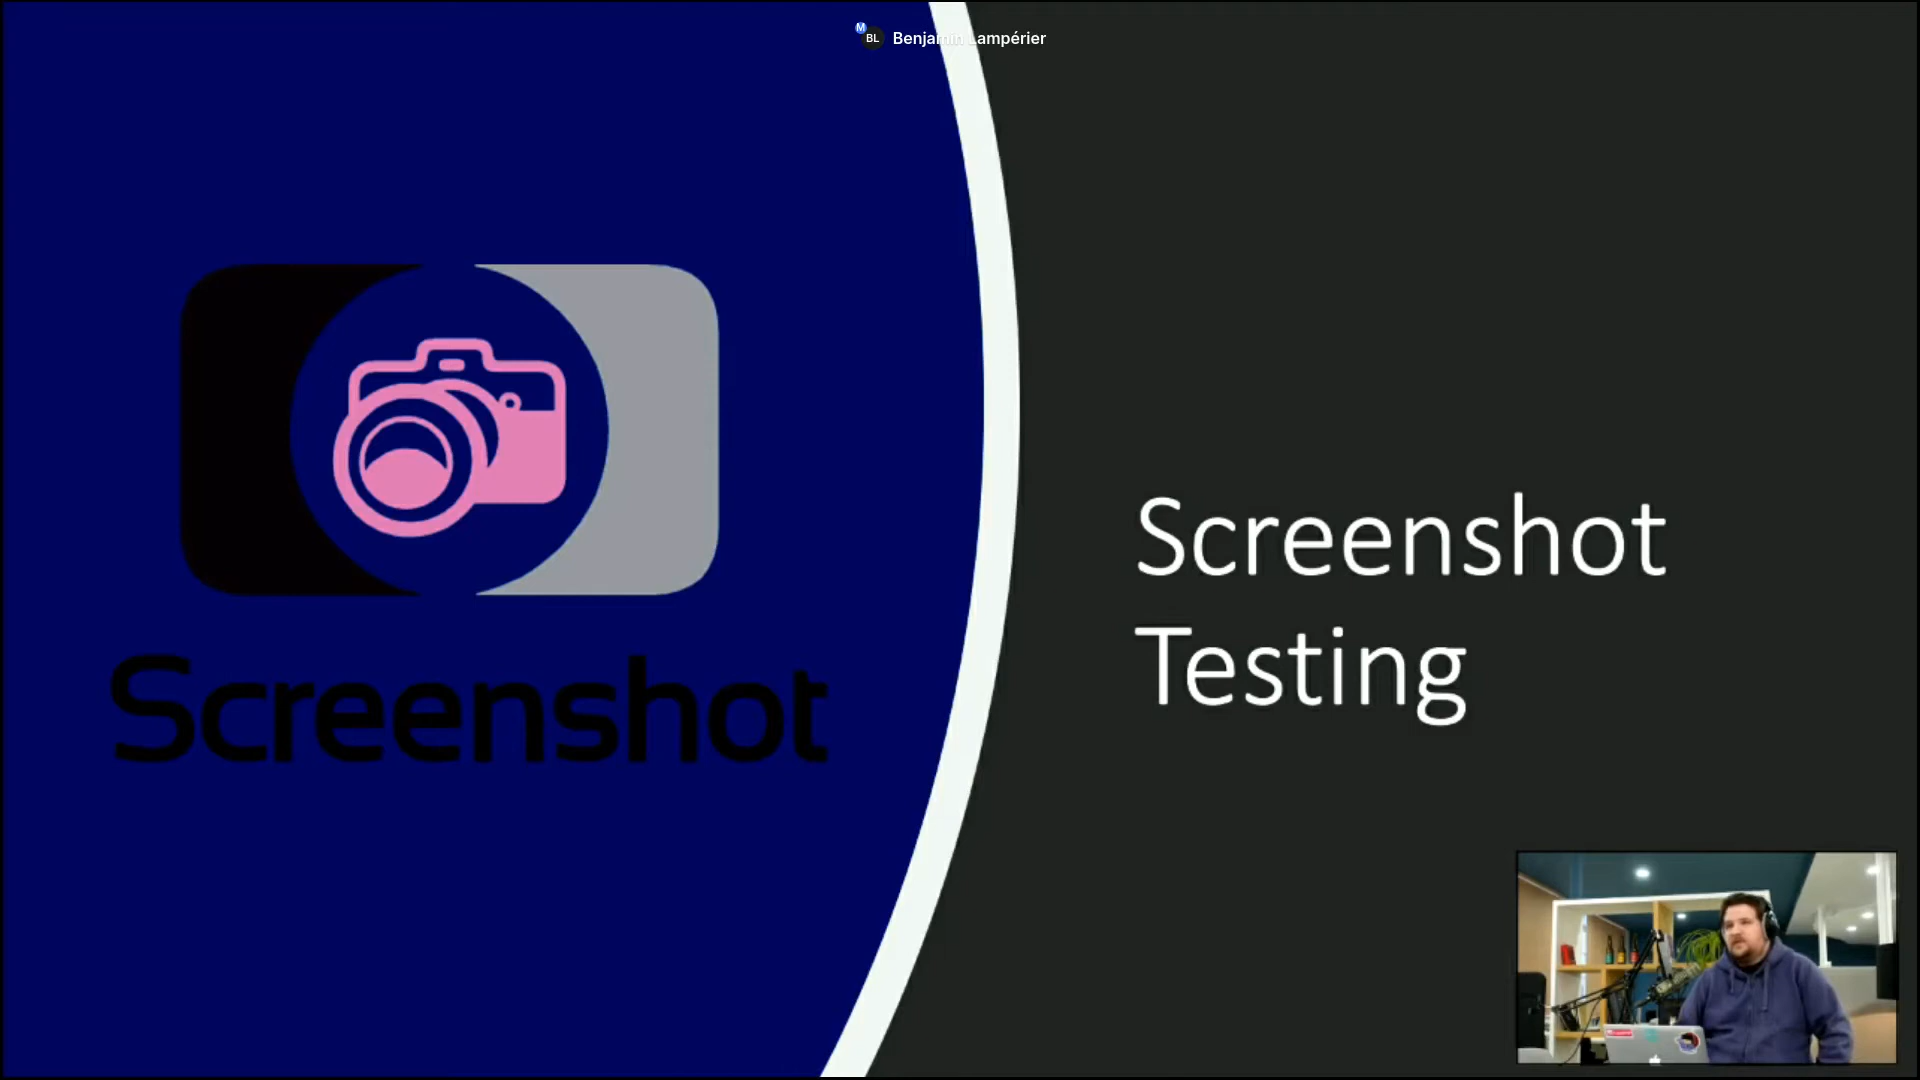 M
BL
Benjamin Lampérier
Screenshot
Screenshot
Testing